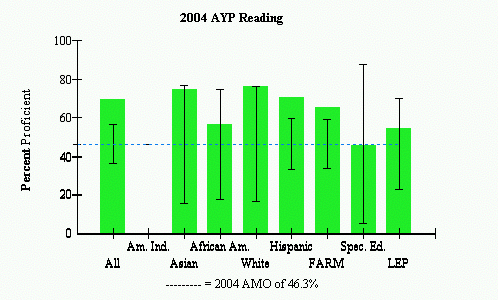 2004 AYP Reading
Percent Proficient
100
80
60
40
20
0
Am. Ind. African Am. Hispanic Spec. Ed.
All Asian White FARM LEP
--------- = 2004 AMO of 46.3%